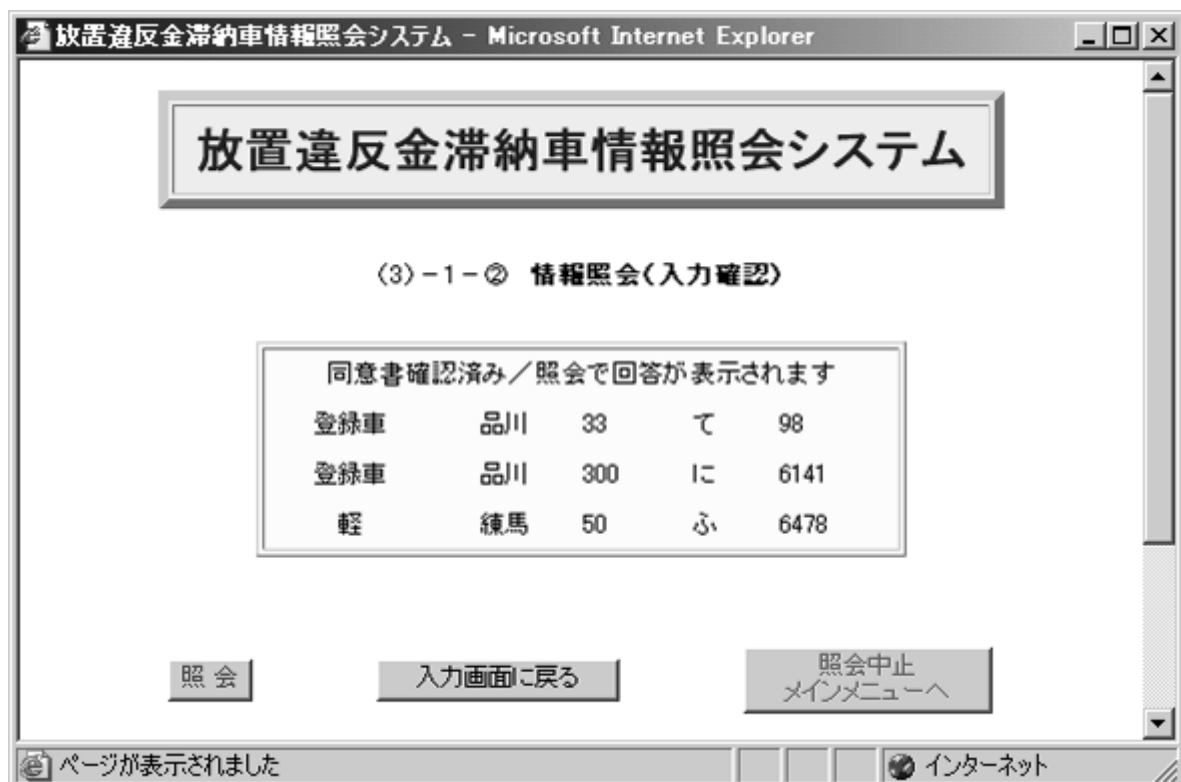 放置違反金滞納車情報照会システム - Microsoft Internet Explorer
放置違反金滞納車情報照会システム
(3)-1-② 情報照会(入力確認)
同意書確認済み/照会で回答が表示されます
登録車 品川 33 て 98
登録車 品川 300 に 6141
軽 練馬 50 ふ 6478
照 会
入力画面に戻る
照会中止
メインメニューへ
ページが表示されました
インターネット